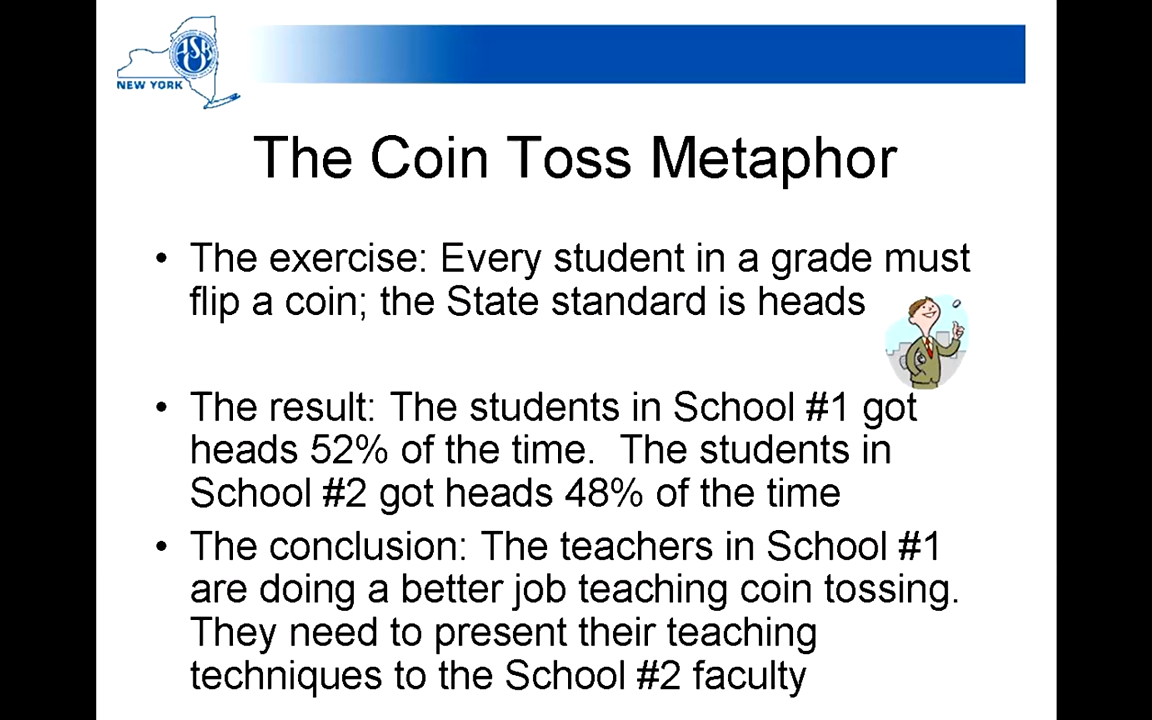 ASBO
NEW YORK
The Coin Toss Metaphor
• The exercise: Every student in a grade must
flip a coin; the State standard is heads
• The result: The students in School #1 got
heads 52% of the time.  The students in
School #2 got heads 48% of the time
• The conclusion: The teachers in School #1
are doing a better job teaching coin tossing.
They need to present their teaching
techniques to the School #2 faculty